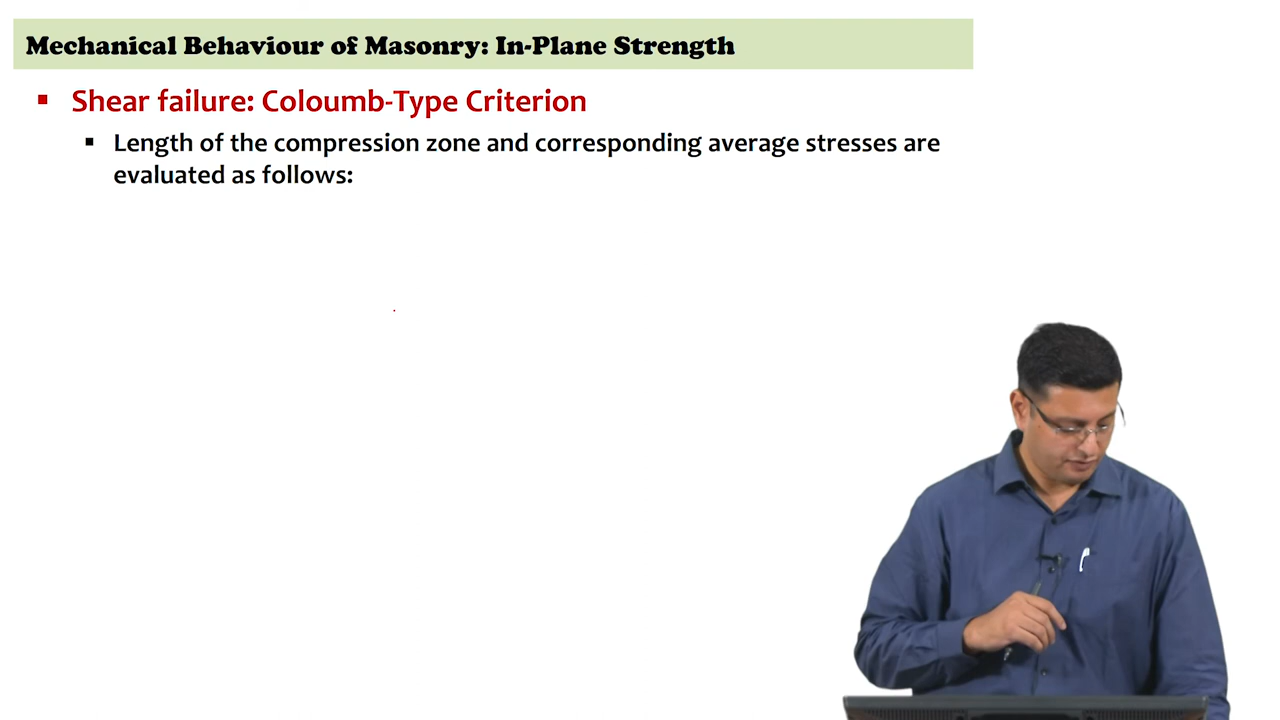 Mechanical Behaviour of Masonry: In-Plane Strength
Shear failure: Coloumb-Type Criterion
Length of the compression zone and corresponding average stresses are
evaluated as follows: